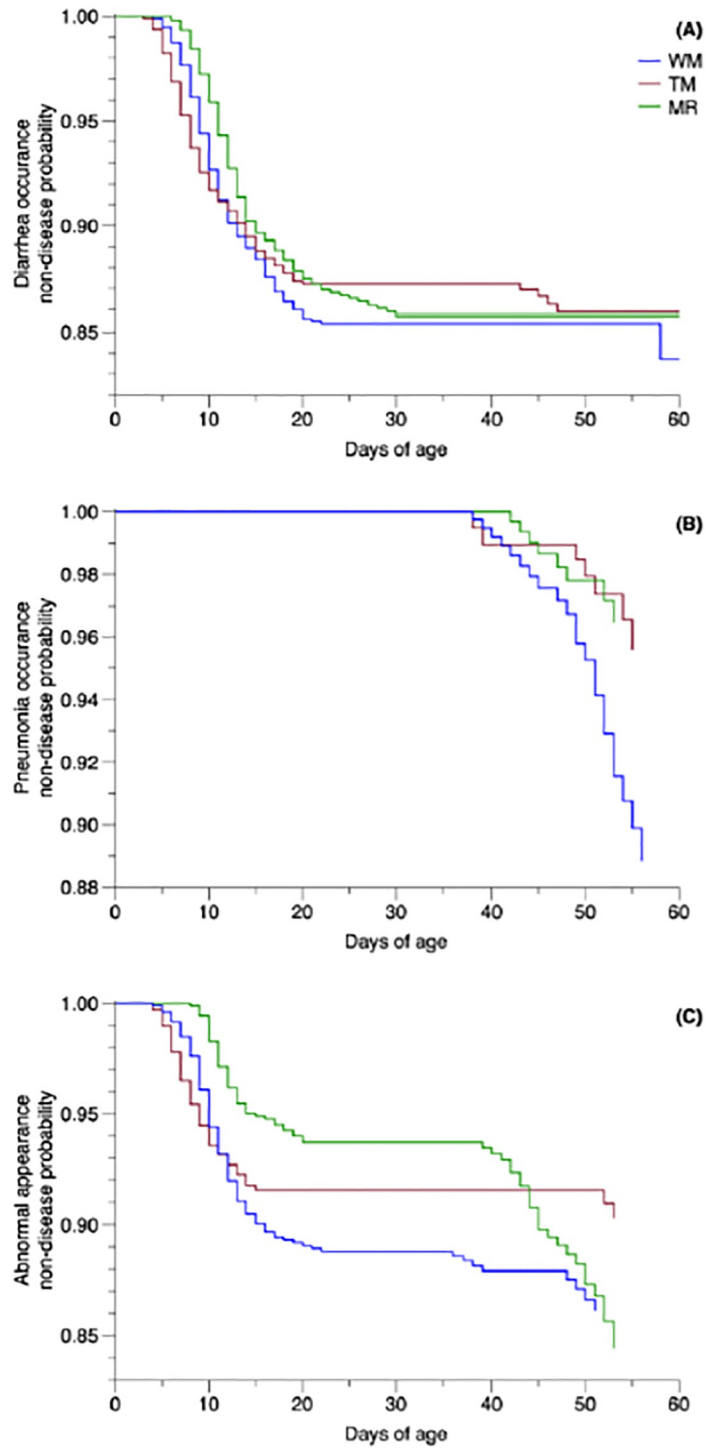 (A)
WM
TM
MR
Diarrhea occurance
non-disease probability
1.00
0.95
0.90
0.85
0 10 20 30 40 50 60
Days of age
(B)
Pneumonia occurance
non-disease probability
1.00
0.98
0.96
0.94
0.92
0.90
0.88
0 10 20 30 40 50 60
Days of age
(C)
Abnormal appearance
non-disease probability
1.00
0.95
0.90
0.85
0 10 20 30 40 50 60
Days of age